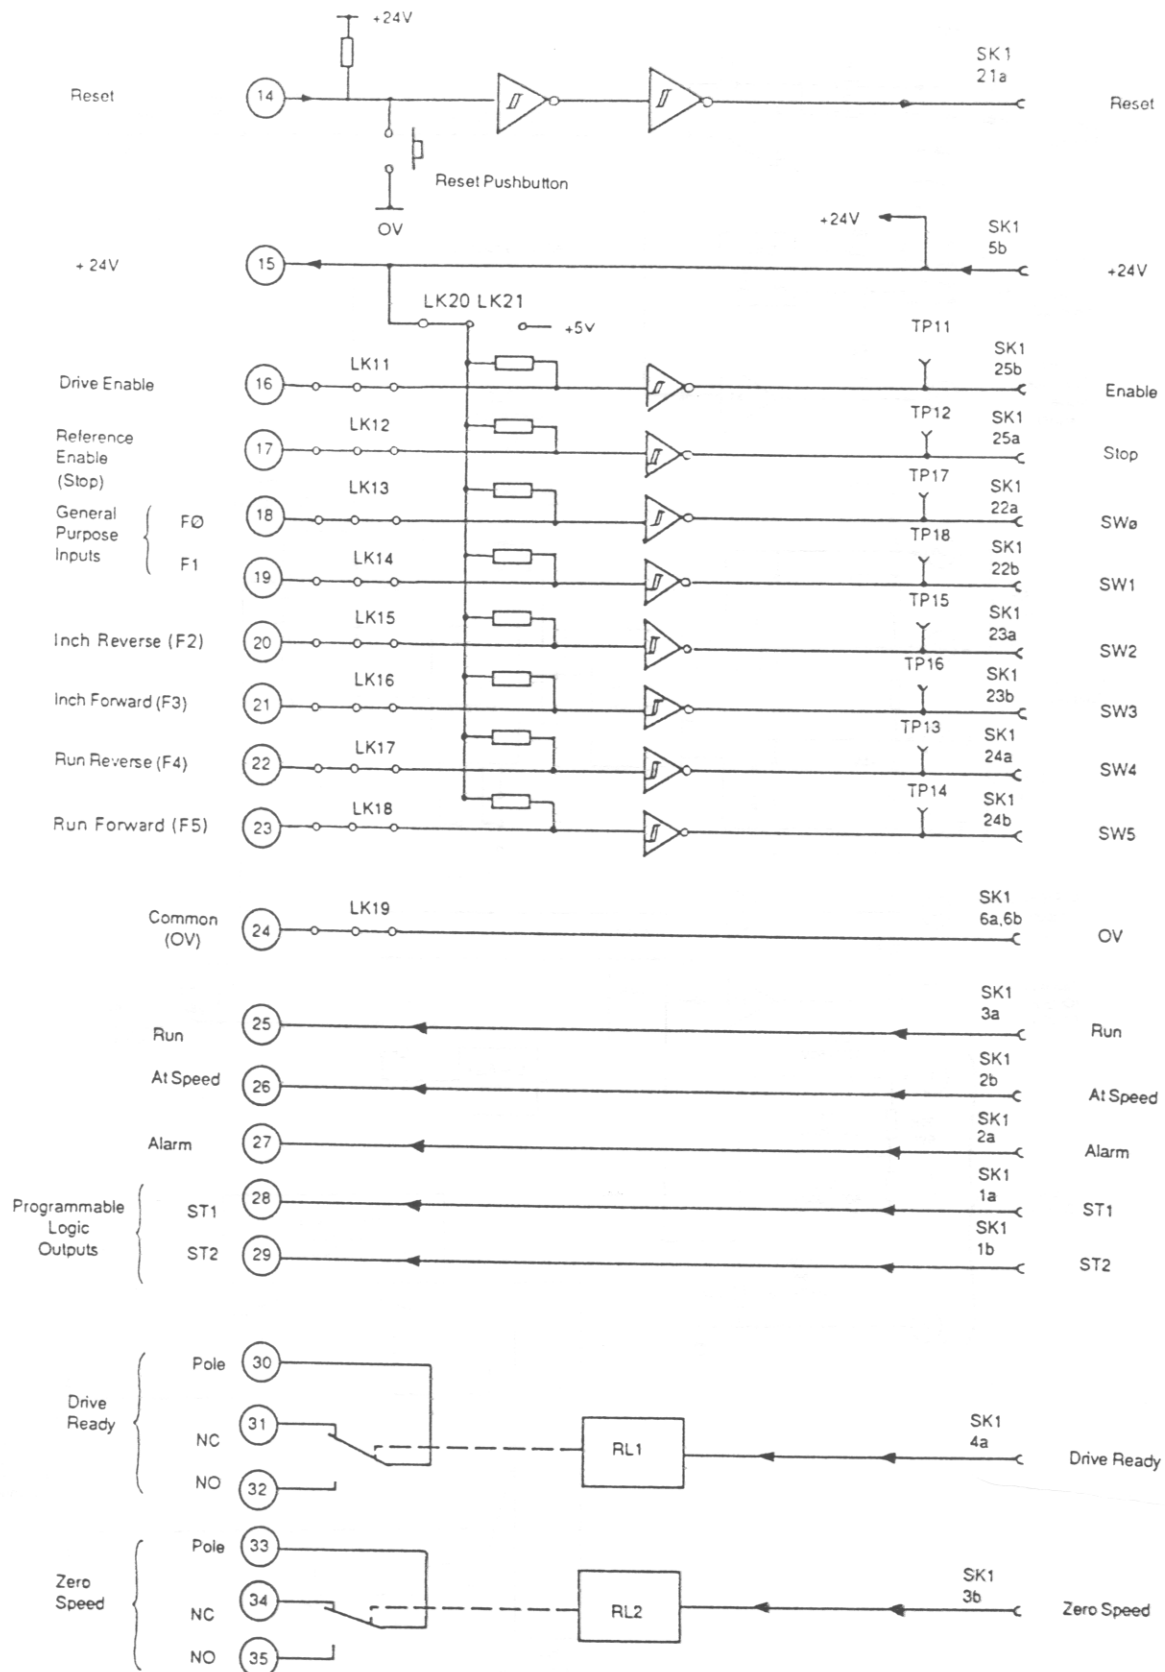 +24V
SK1
21a
Reset
14
Reset
Reset Pushbutton
OV
+24V
SK1
5b
+ 24V
15
+24V
LK20 LK21
+5V
TP11
SK1
25b
Drive Enable
16
LK11
Enable
TP12
SK1
25a
Reference
Enable
(Stop)
17
LK12
Stop
TP17
SK1
22a
General
Purpose
Inputs
FØ
18
LK13
SWø
TP18
SK1
22b
F1
19
LK14
SW1
TP15
SK1
23a
Inch Reverse (F2)
20
LK15
SW2
TP16
SK1
23b
Inch Forward (F3)
21
LK16
SW3
TP13
SK1
24a
Run Reverse (F4)
22
LK17
SW4
TP14
SK1
24b
Run Forward (F5)
23
LK18
SW5
Common
(OV)
24
LK19
SK1
6a,6b
OV
Run
25
SK1
3a
Run
At Speed
26
SK1
2b
At Speed
Alarm
27
SK1
2a
Alarm
Programmable
Logic
Outputs
ST1
28
SK1
1a
ST1
ST2
29
SK1
1b
ST2
Drive
Ready
Pole
30
NC
31
NO
32
RL1
SK1
4a
Drive Ready
Zero
Speed
Pole
33
NC
34
NO
35
RL2
SK1
3b
Zero Speed